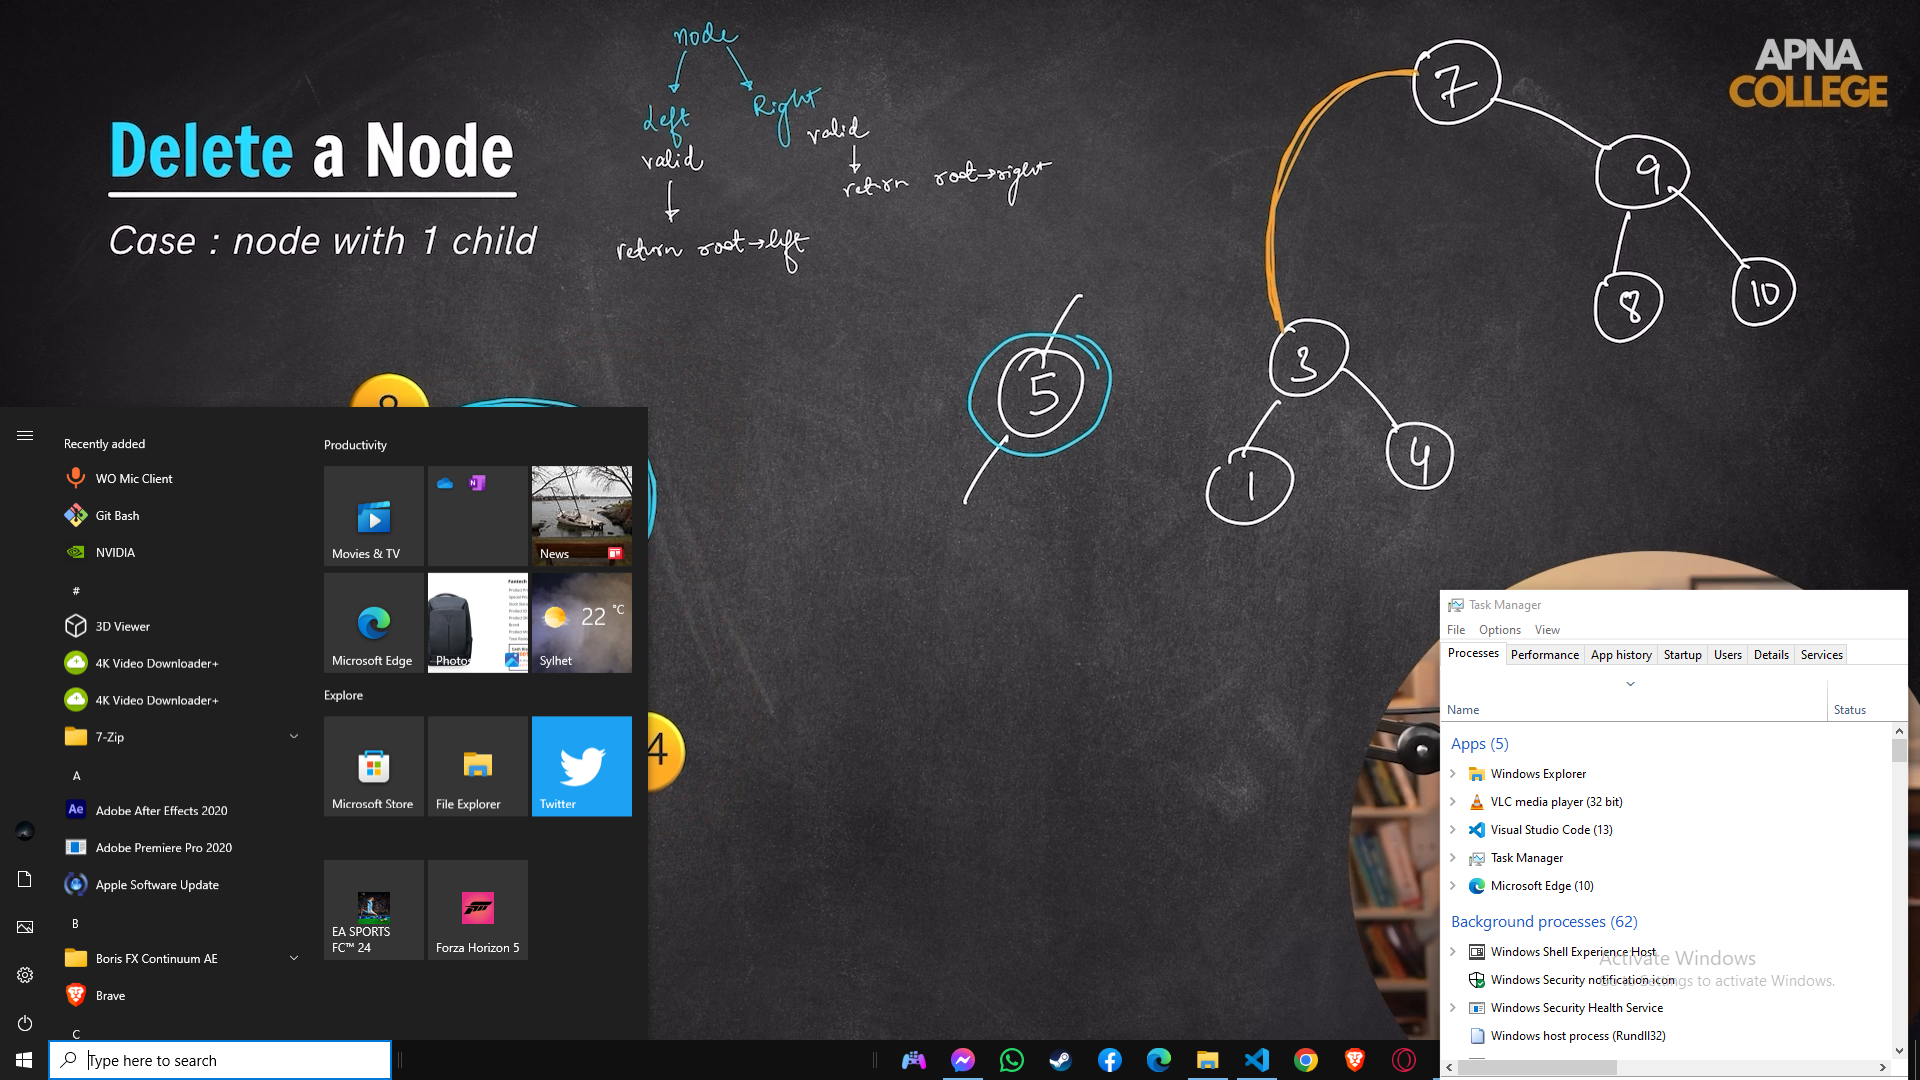 node
Left
Right
valid
valid
return root→left
return root→right
APNA
COLLEGE
Delete a Node
Case : node with 1 child
7
9
8
10
5
3
1
4
4
Recently added
WO Mic Client
Git Bash
NVIDIA
#
3D Viewer
4K Video Downloader+
4K Video Downloader+
7-Zip
A
Adobe After Effects 2020
Adobe Premiere Pro 2020
Apple Software Update
B
Boris FX Continuum AE
Brave
C
Productivity
Movies & TV
News
Microsoft Edge
Photos
22 °C
Sylhet
Explore
Microsoft Store
File Explorer
Twitter
EA SPORTS
FC™ 24
Forza Horizon 5
Type here to search
Task Manager
File Options View
Processes Performance App history Startup Users Details Services
Name Status
Apps (5)
Windows Explorer
VLC media player (32 bit)
Visual Studio Code (13)
Task Manager
Microsoft Edge (10)
Background processes (62)
Windows Shell Experience Host
Windows Security notification icon
Windows Security Health Service
Windows host process (Rundll32)
Activate Windows
Go to Settings to activate Windows.